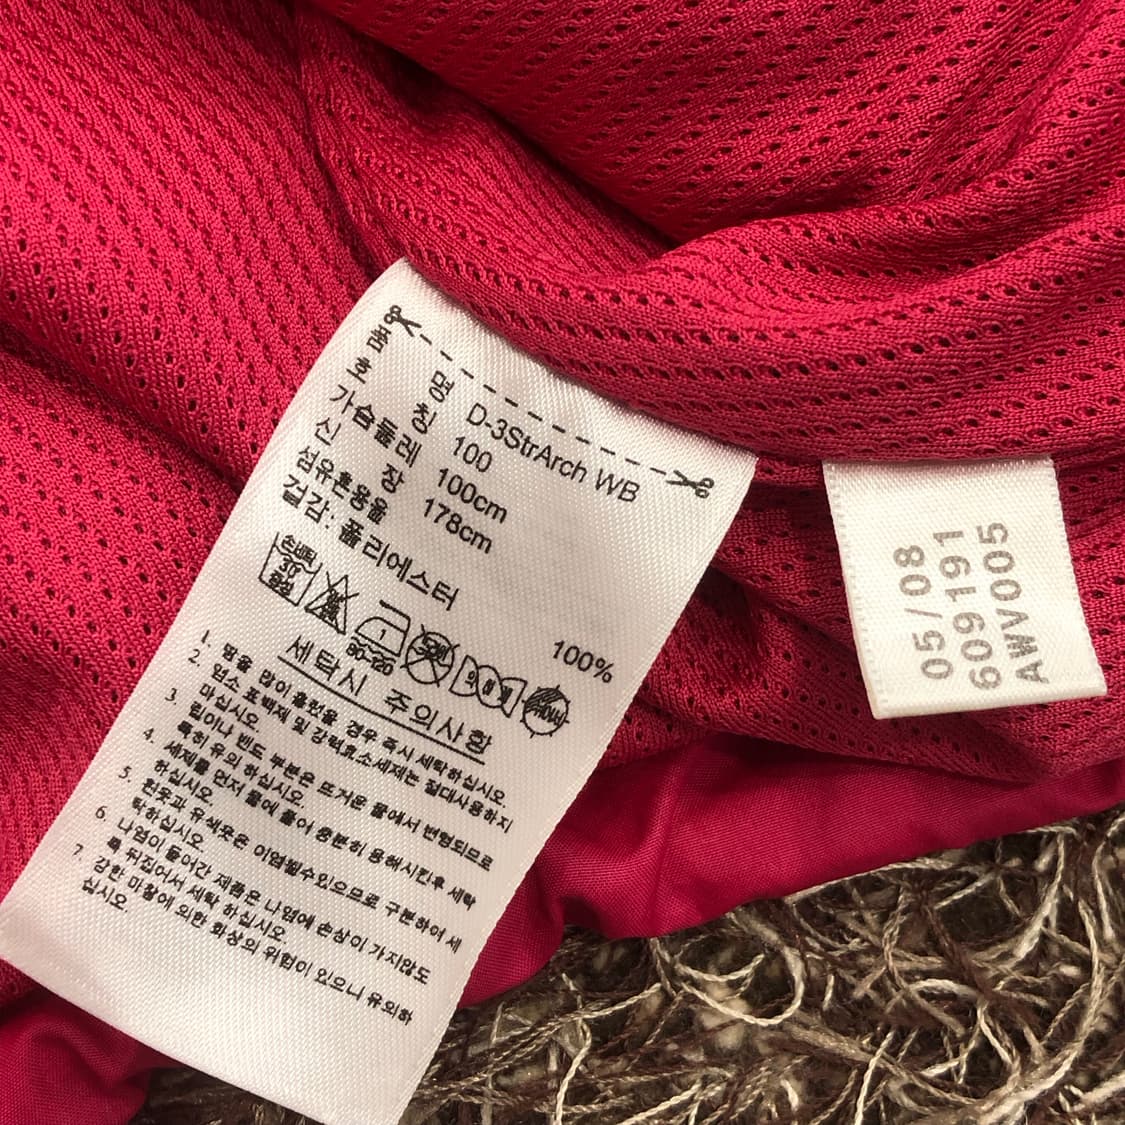 품 명 D-3StrArch WB
호 칭 100
가슴둘레 100cm
신 장 178cm
섬유혼용율
겉감: 폴리에스터 100%
손세탁
30
중성
80-120
세탁시 주의사항
1. 땀을 많이 흘렸을 경우 즉시 세탁하십시오.
2. 염소 표백제 및 강력효소세제는 절대사용하지
마십시오.
3. 립이나 밴드 부분은 뜨거운 물에서 변형되므로
특히 유의 하십시오.
4. 세제를 먼저 물에 풀어 충분히 용해시킨후 세탁
하십시오.
5. 흰옷과 유색옷은 이염될수있으므로 구분하여 세
탁하십시오.
6. 나염이들어간 제품은 나염에 손상이 가지않도
록 뒤집어서 세탁 하십시오.
7. 강한 마찰에 의한 화상의 위험이 있으니 유의하
십시오.
05/08
609191
AWV005